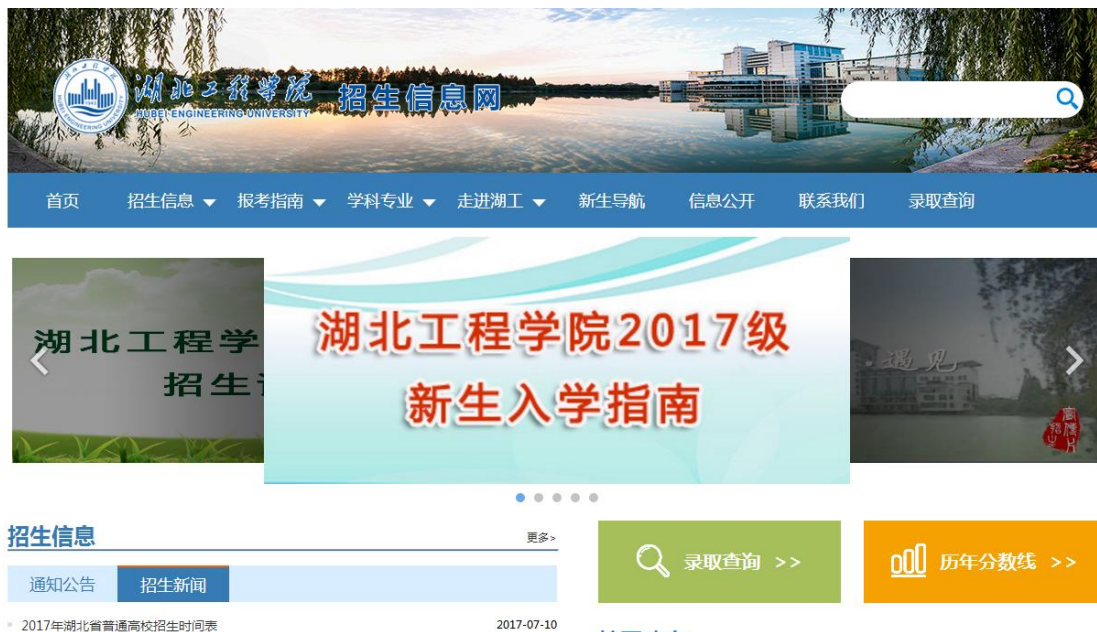 湖北工程学院 招生信息网
HUBEI ENGINEERING UNIVERSITY
首页 招生信息 报考指南 学科专业 走进湖工 新生导航 信息公开 联系我们 录取查询
湖北工程学
招生
湖北工程学院2017级
新生入学指南
遇见
招生信息 更多>
录取查询 >>
历年分数线 >>
通知公告 招生新闻
2017年湖北省普通高校招生时间表 2017-07-10